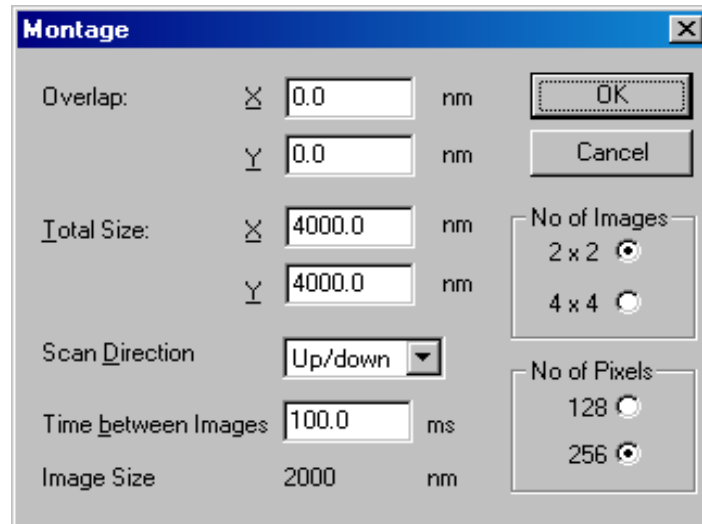 Montage
Overlap: X 0.0 nm
Y 0.0 nm
Total Size: X 4000.0 nm
Y 4000.0 nm
Scan Direction Up/down
Time between Images 100.0 ms
Image Size 2000 nm
OK
Cancel
No of Images
2 x 2
4 x 4
No of Pixels
128
256